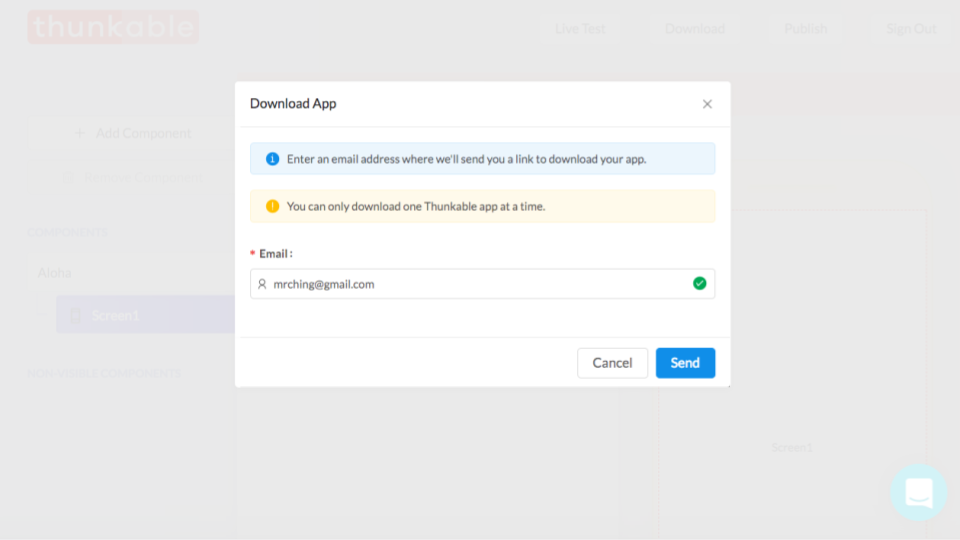 thunkable
Live Test
Download
Publish
Sign Out
Download App
Enter an email address where we'll send you a link to download your app.
You can only download one Thunkable app at a time.
* Email :
mrching@gmail.com
Cancel
Send
+ Add Component
Remove Component
COMPONENTS
Aloha
Screen1
NON-VISIBLE COMPONENTS
Screen1